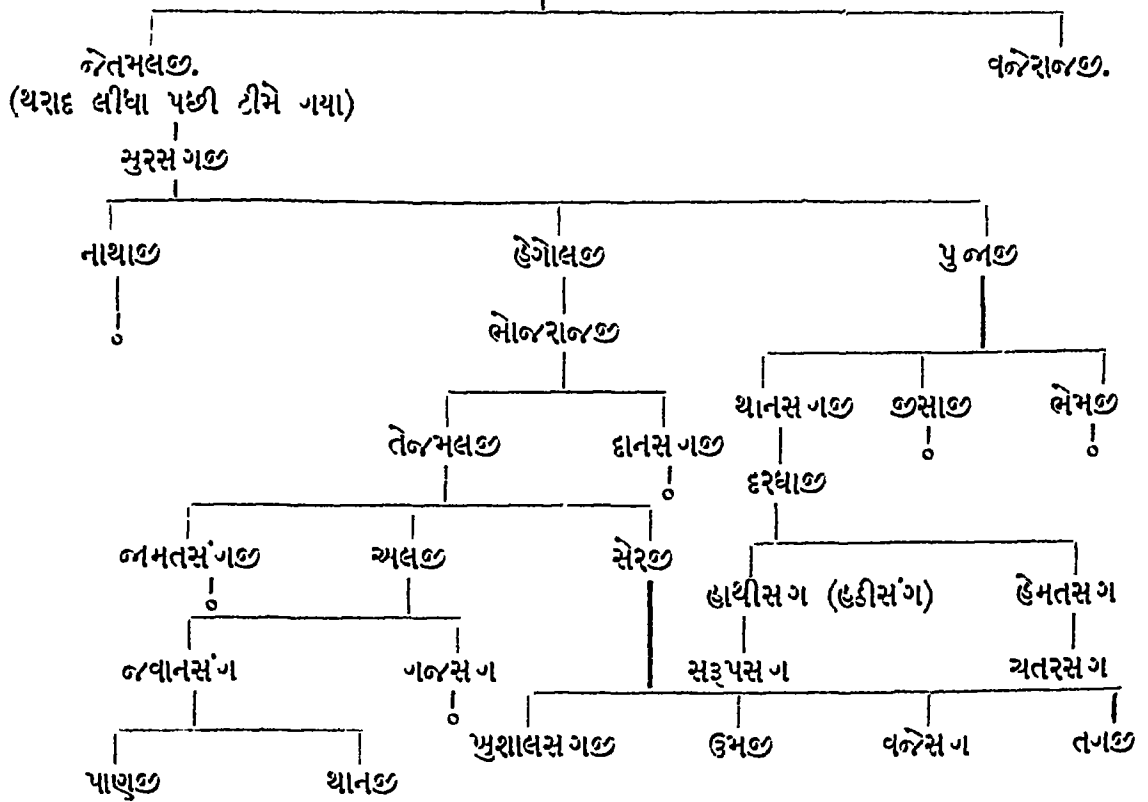 જેતમલજી. વજેરાજજી.
(થરાદ લીધા પછી ટીમે ગયા)
સુરસંગજી
નાથાજી હેગોલજી પુંજાજી
ભોજરાજજી
થાનસંગજી જીસાજી ભેમજી
તેજમલજી દાનસંગજી
દરઘાજી
જામતસંગજી અલજી સેરજી
હાથીસંગ (હઠીસંગ) હેમતસંગ
જવાનસંગ ગજસંગ સરૂપસંગ ચતરસંગ
ખુશાલસંગજી ઉમજી વજેસંગ તગજી
પાણજી થાનજી